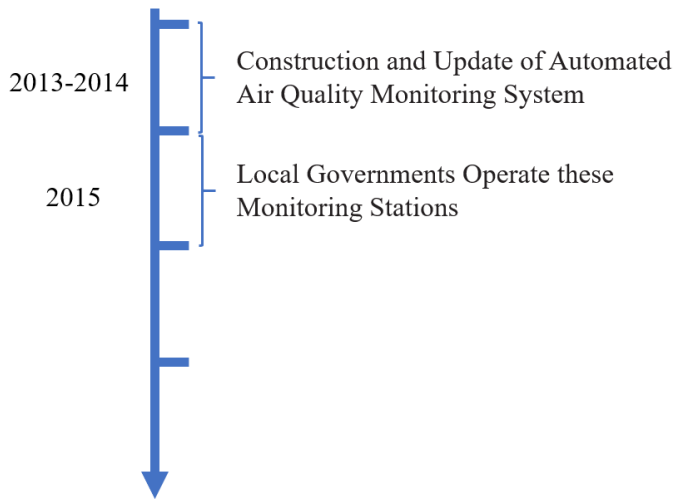 2013-2014
Construction and Update of Automated
Air Quality Monitoring System
2015
Local Governments Operate these
Monitoring Stations